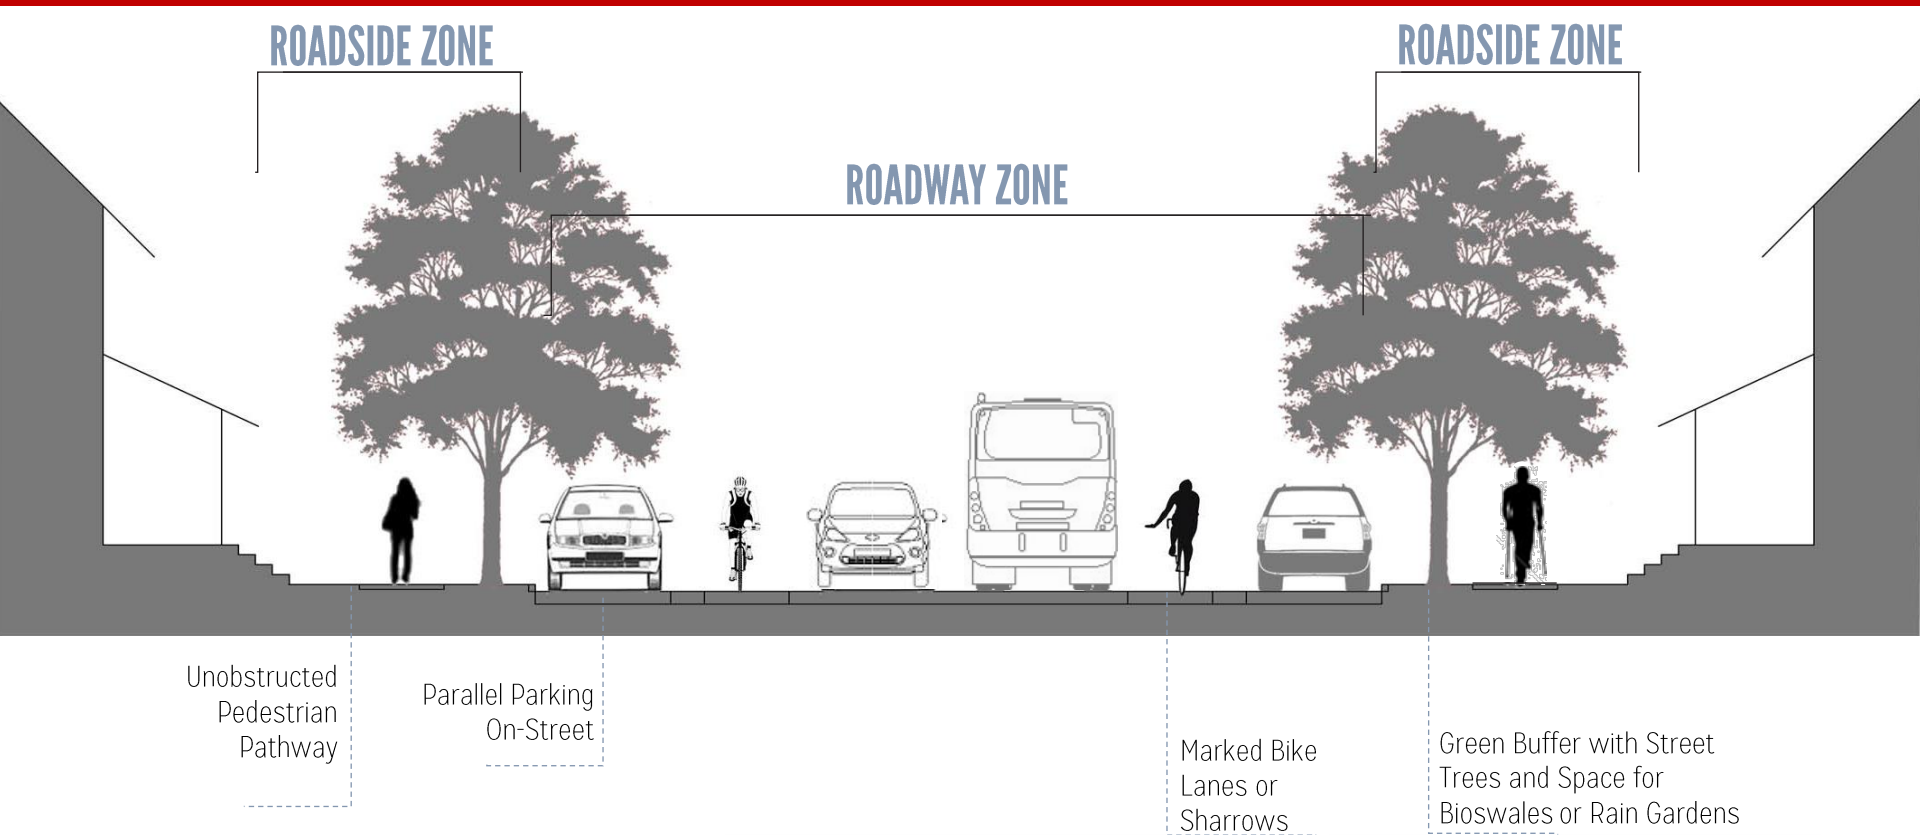 ROADSIDE ZONE
ROADSIDE ZONE
ROADWAY ZONE
Unobstructed
Pedestrian
Pathway
Parallel Parking
On-Street
Marked Bike
Lanes or
Sharrows
Green Buffer with Street
Trees and Space for
Bioswales or Rain Gardens